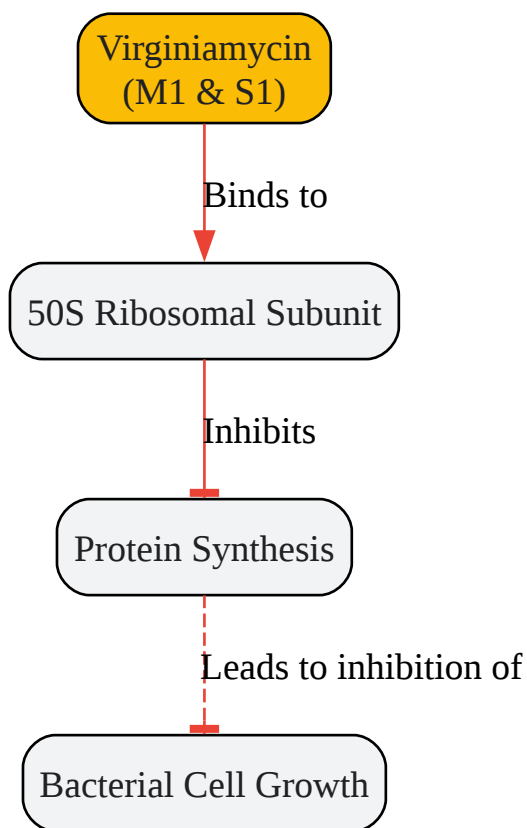 Virginiamycin
(M1 & S1)
Binds to
50S Ribosomal Subunit
Inhibits
Protein Synthesis
Leads to inhibition of
Bacterial Cell Growth